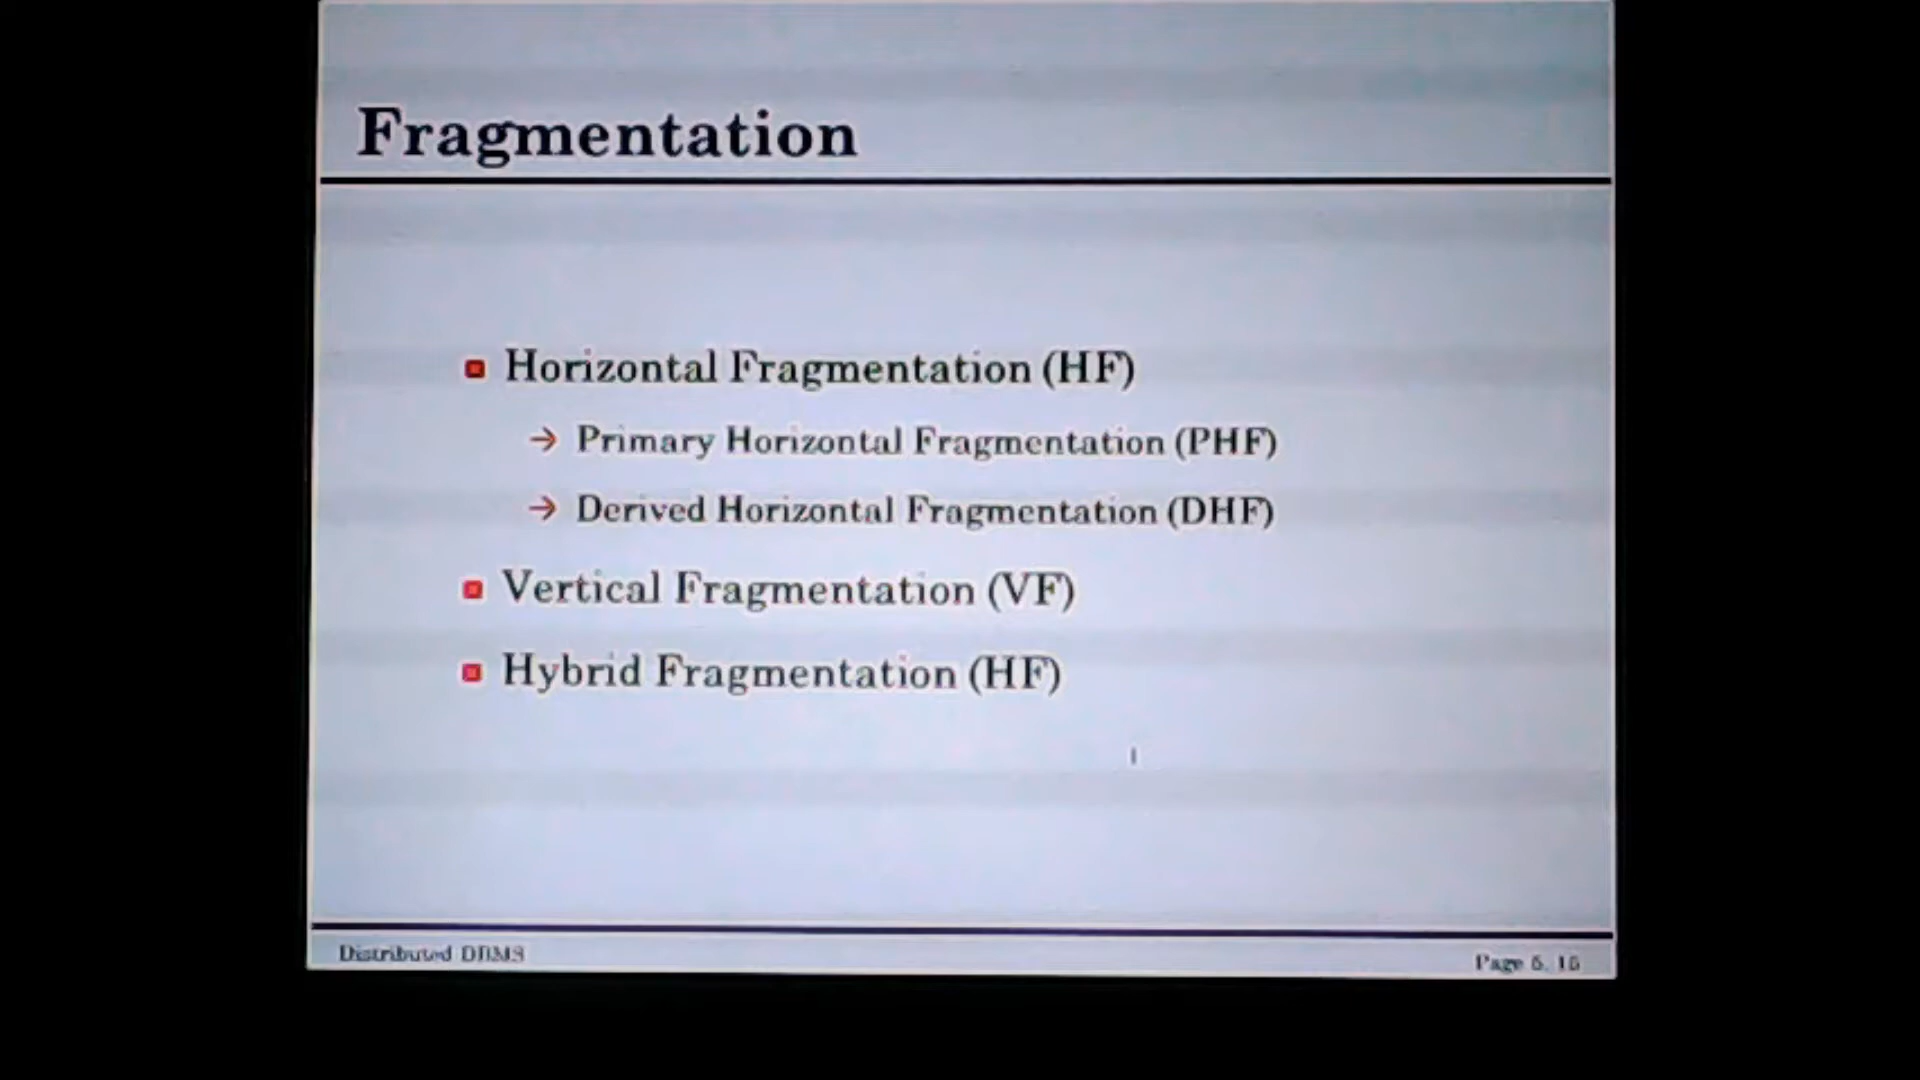 Fragmentation
Horizontal Fragmentation (HF)
→ Primary Horizontal Fragmentation (PHF)
→ Derived Horizontal Fragmentation (DHF)
Vertical Fragmentation (VF)
Hybrid Fragmentation (HF)
Distributed DBMS
Page 5.